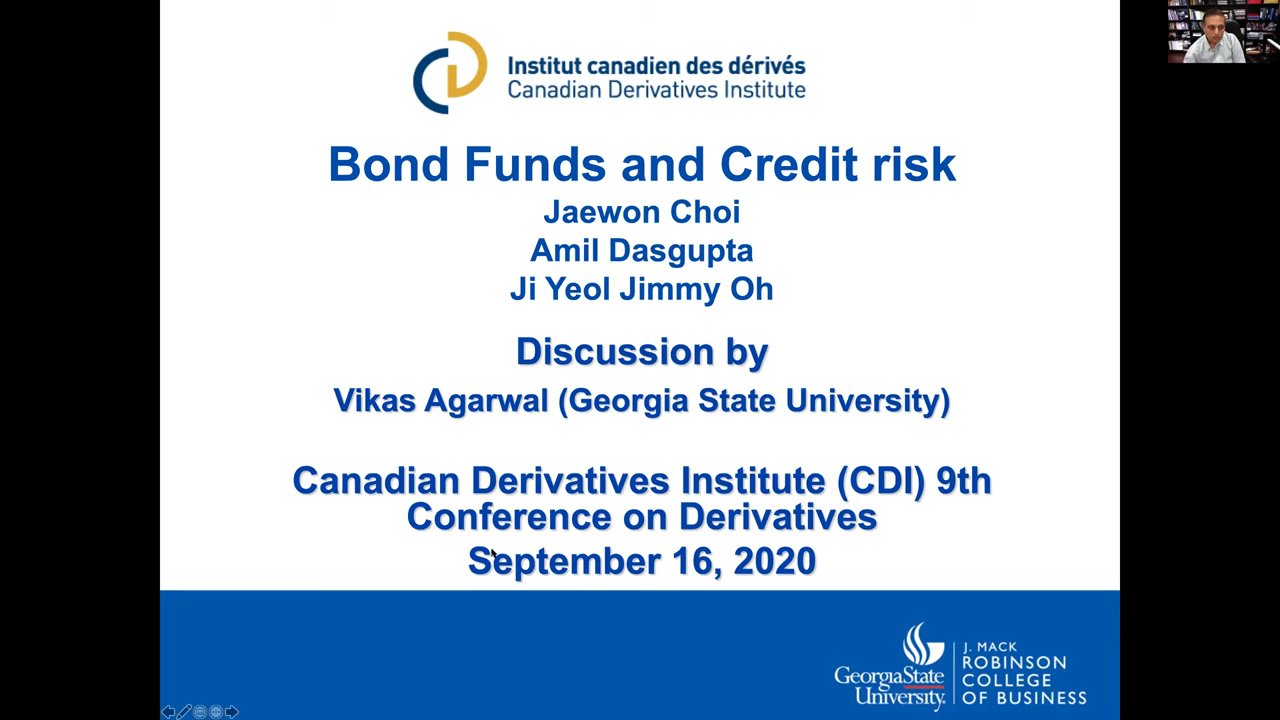 Institut canadien des dérivés
Canadian Derivatives Institute
Bond Funds and Credit risk
Jaewon Choi
Amil Dasgupta
Ji Yeol Jimmy Oh
Discussion by
Vikas Agarwal (Georgia State University)
Canadian Derivatives Institute (CDI) 9th
Conference on Derivatives
September 16, 2020
GeorgiaState
University
J. MACK
ROBINSON
COLLEGE
OF BUSINESS